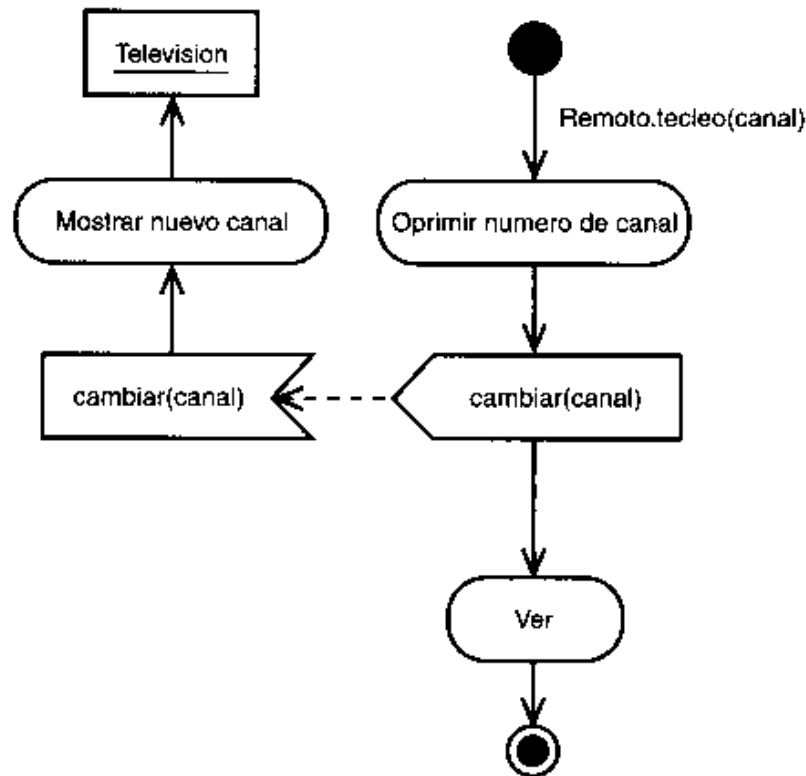 Television
Remoto.tecleo(canal)
Mostrar nuevo canal
Oprimir numero de canal
cambiar(canal)
cambiar(canal)
Ver